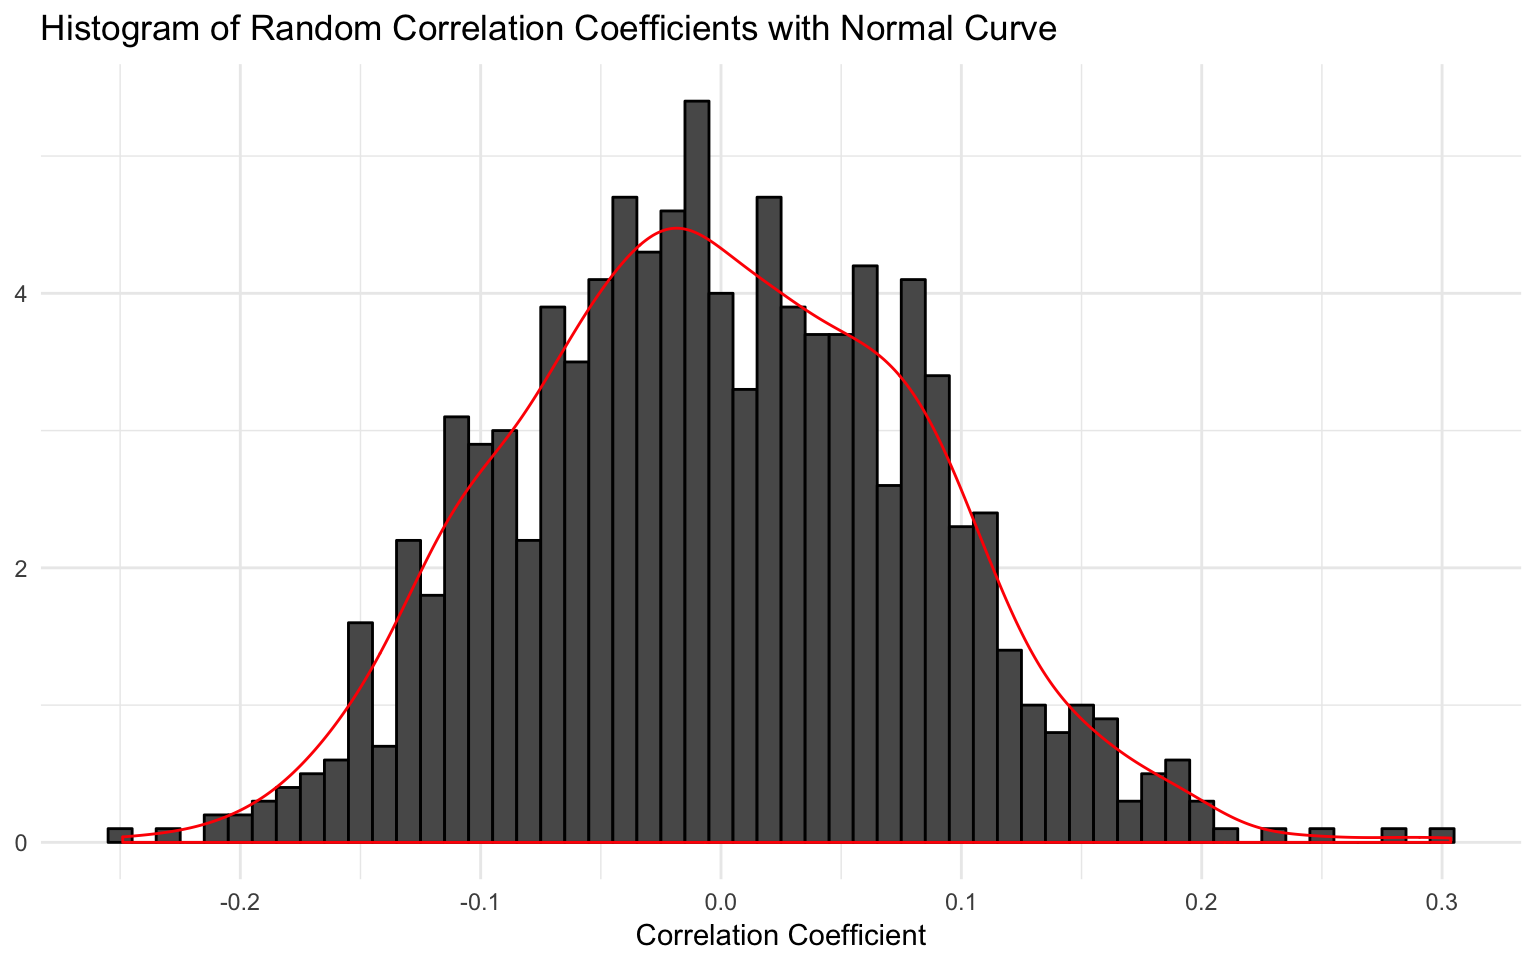 Histogram of Random Correlation Coefficients with Normal Curve
4
2
0
-0.2 -0.1 0.0 0.1 0.2 0.3
Correlation Coefficient